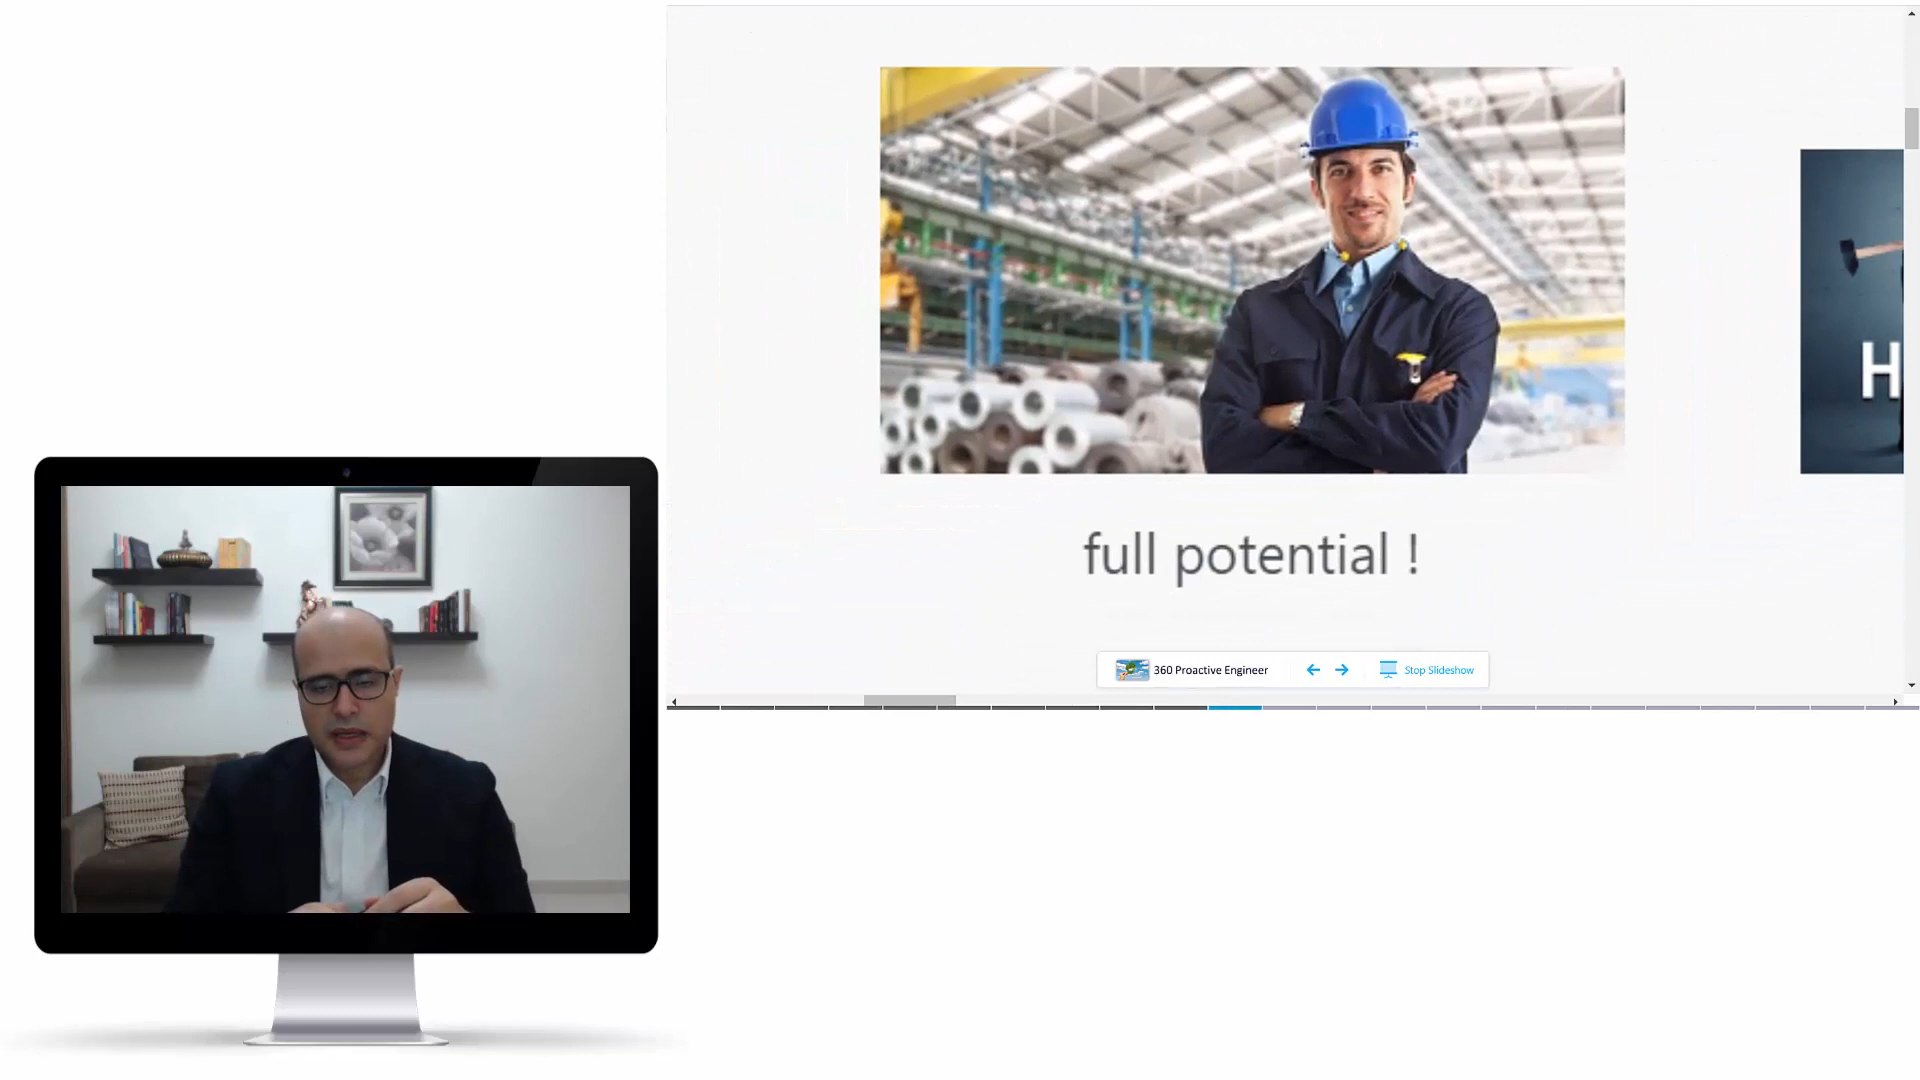 H
full potential !
360 Proactive Engineer
Stop Slideshow